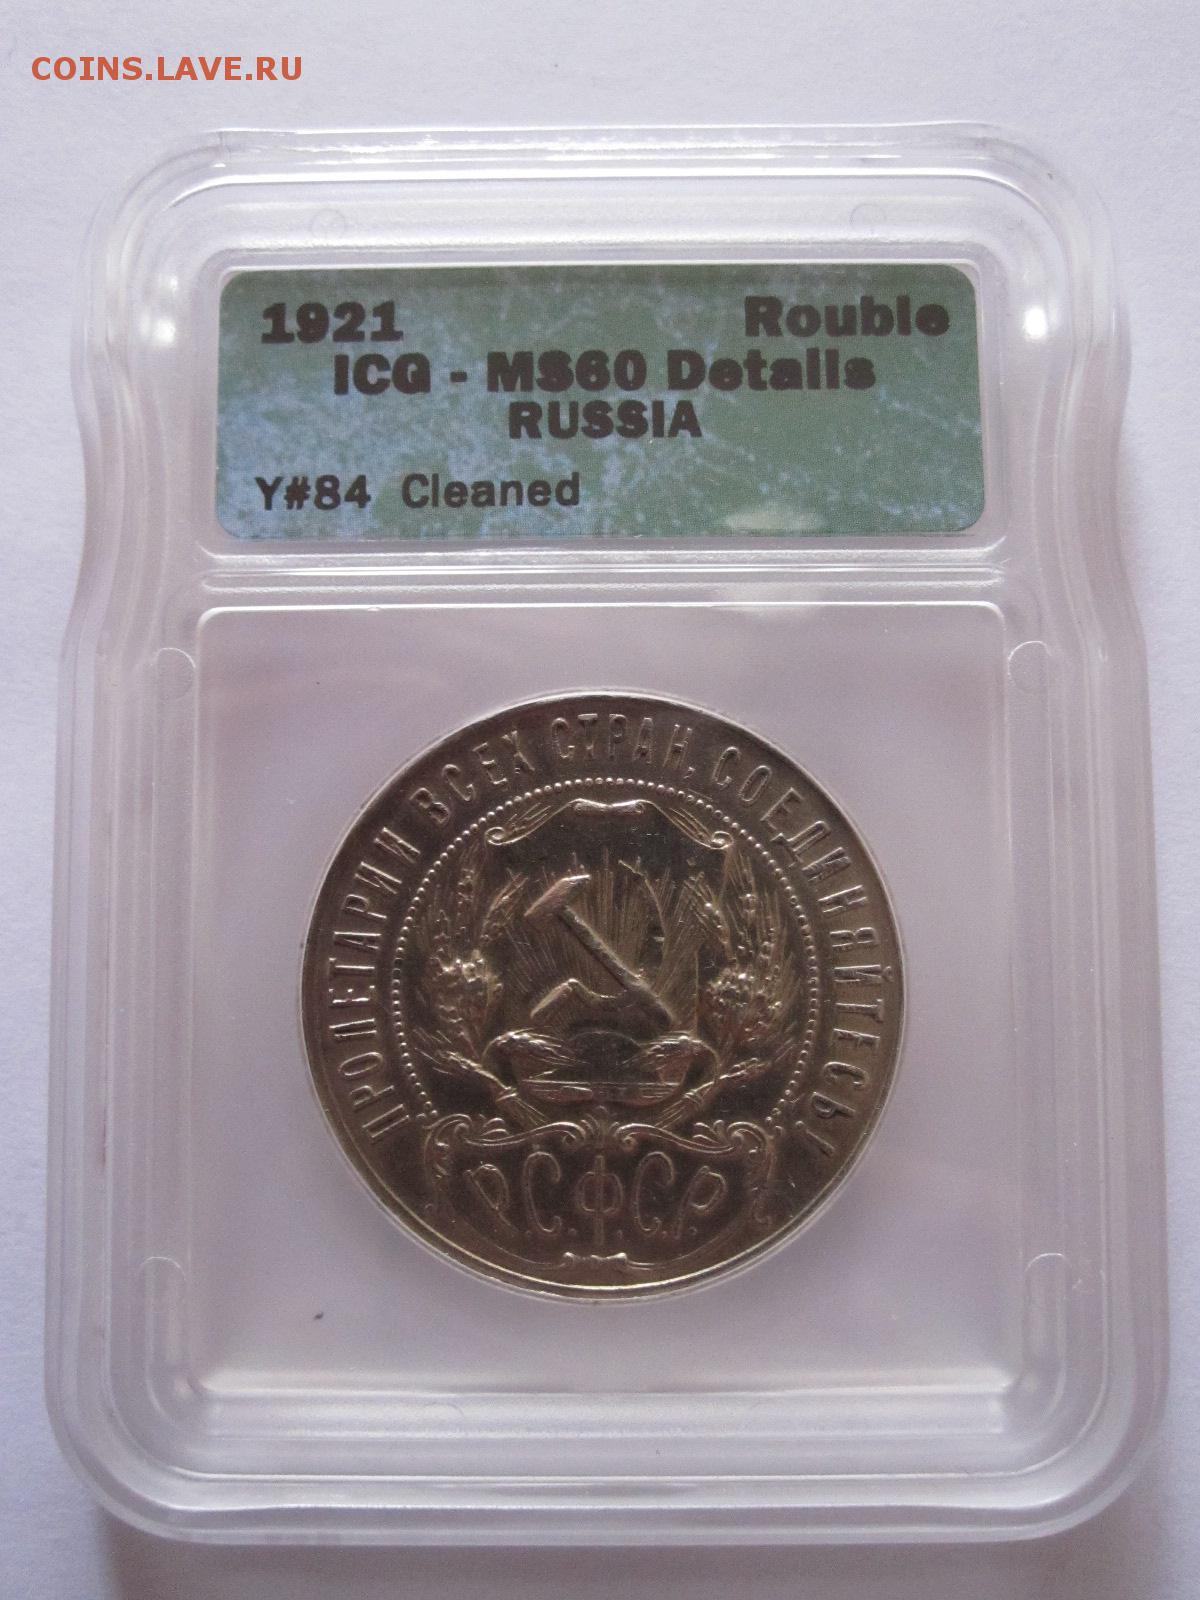 COINS.LAVE.RU
1921 Rouble
ICG - MS60 Details
RUSSIA
Y#84 Cleaned
ПРОЛЕТАРИИ ВСЕХ СТРАН, СОЕДИНЯЙТЕСЬ!
Р.С.Ф.С.Р.